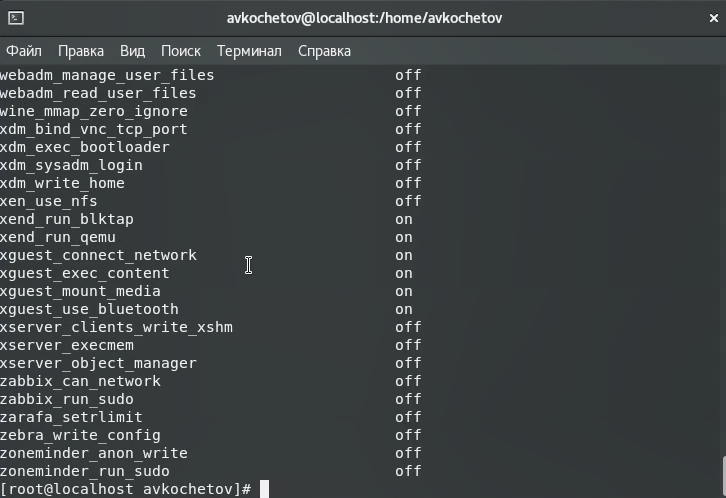 avkochetov@localhost:/home/avkochetov
Файл Правка Вид Поиск Терминал Справка
webadm_manage_user_files off
webadm_read_user_files off
wine_mmap_zero_ignore off
xdm_bind_vnc_tcp_port off
xdm_exec_bootloader off
xdm_sysadm_login off
xdm_write_home off
xen_use_nfs off
xend_run_blktap on
xend_run_qemu on
xguest_connect_network on
xguest_exec_content on
xguest_mount_media on
xguest_use_bluetooth on
xserver_clients_write_xshm off
xserver_execmem off
xserver_object_manager off
zabbix_can_network off
zabbix_run_sudo off
zarafa_setrlimit off
zebra_write_config off
zoneminder_anon_write off
zoneminder_run_sudo off
[root@localhost avkochetov]#